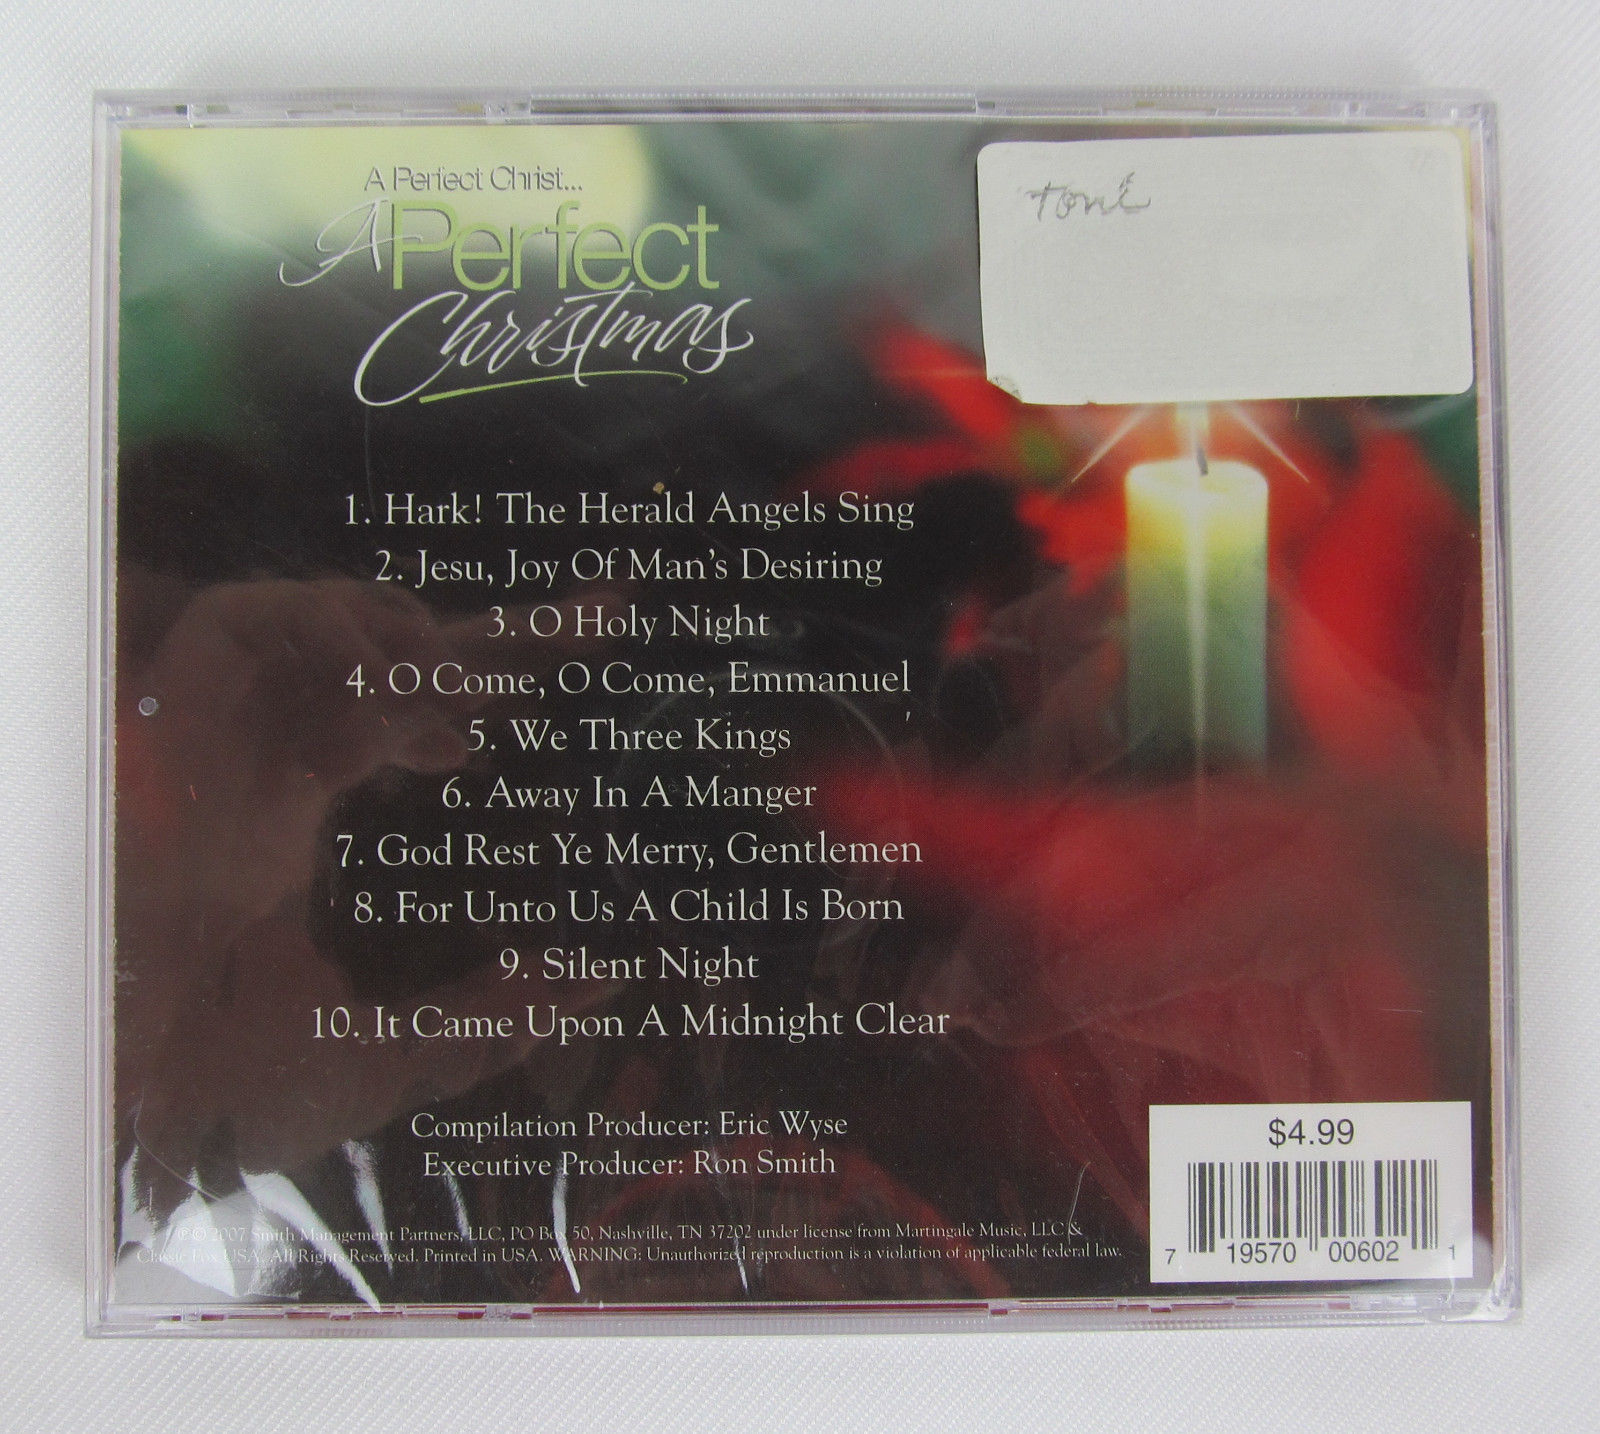 A Perfect Christ...
A Perfect
Christmas
Toni
1. Hark! The Herald Angels Sing
2. Jesu, Joy Of Man's Desiring
3. O Holy Night
4. O Come, O Come, Emmanuel
5. We Three Kings
6. Away In A Manger
7. God Rest Ye Merry, Gentlemen
8. For Unto Us A Child Is Born
9. Silent Night
10. It Came Upon A Midnight Clear
Compilation Producer: Eric Wyse
Executive Producer: Ron Smith
℗© 2007 Smith Management Partners, LLC, PO Box 50, Nashville, TN 37202 under license from Martingale Music, LLC &
Classic Fox USA. All Rights Reserved. Printed in USA. WARNING: Unauthorized reproduction is a violation of applicable federal law.
$4.99
7 19570 00602 1